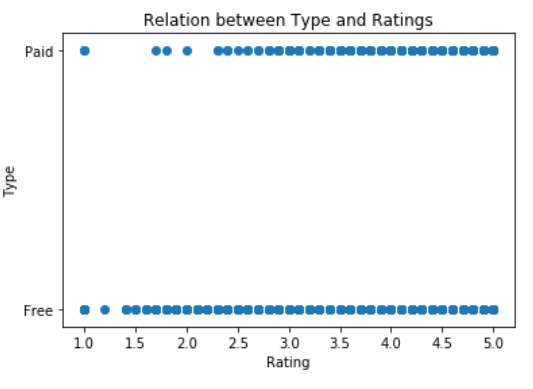 Relation between Type and Ratings
Paid
Type
Free
1.0 1.5 2.0 2.5 3.0 3.5 4.0 4.5 5.0
Rating